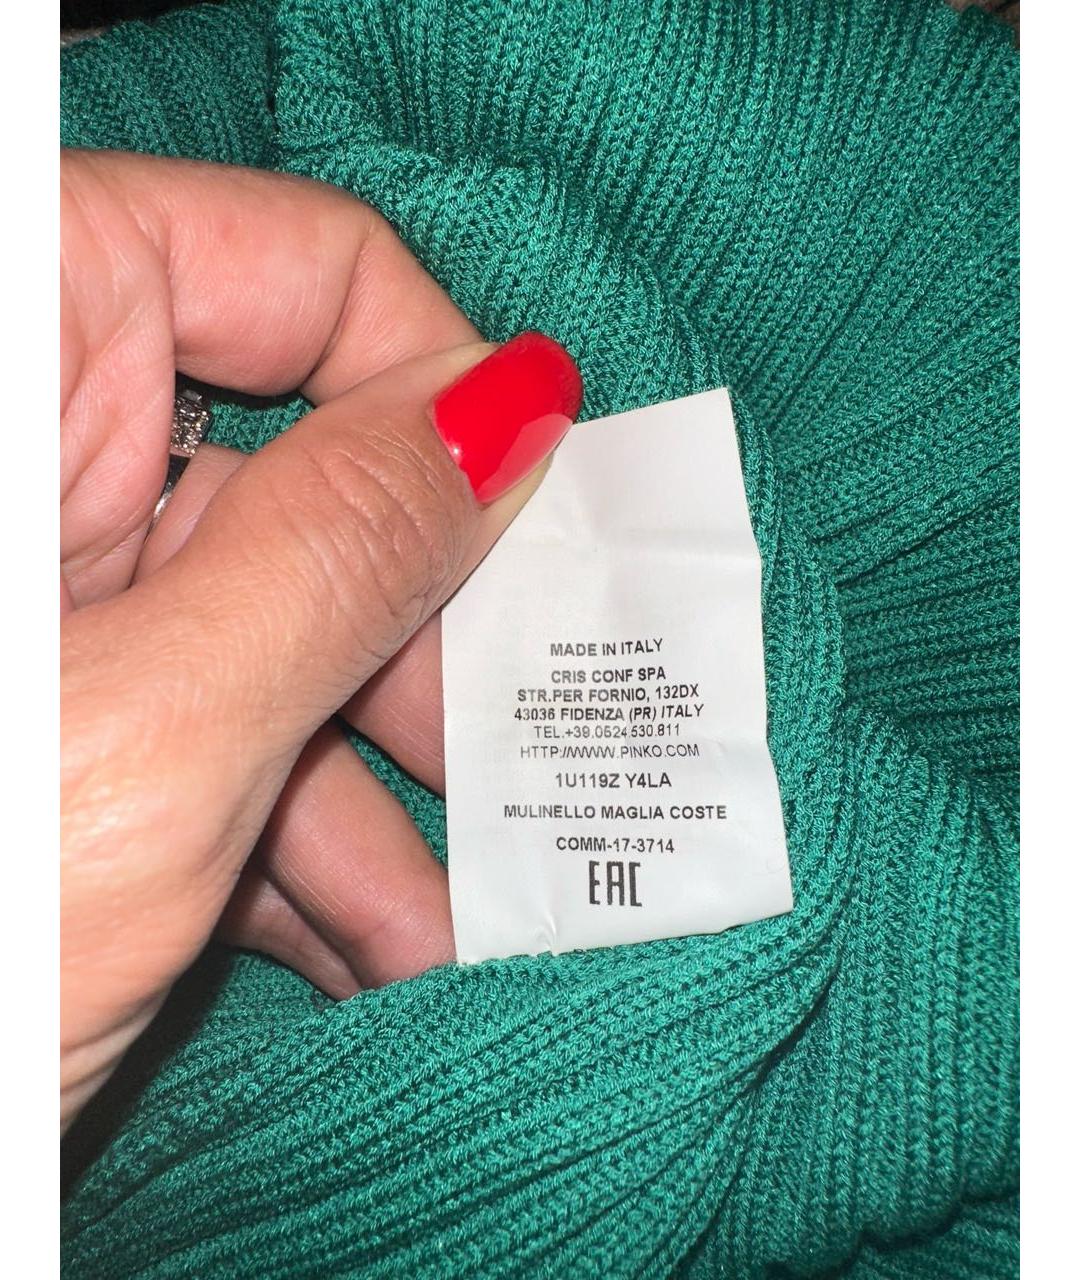 MADE IN ITALY
CRIS CONF SPA
STR.PER FORNIO, 132DX
43036 FIDENZA (PR) ITALY
TEL.+39.0524 530.811
HTTP://WWW.PINKO.COM
1U119Z Y4LA
MULINELLO MAGLIA COSTE
COMM-17-3714
EAC